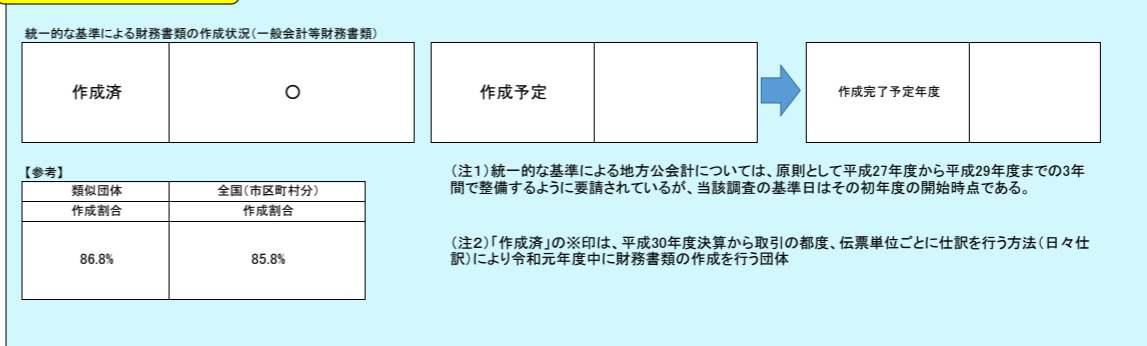 統一的な基準による財務書類の作成状況(一般会計等財務書類)
作成済
○
作成予定
作成完了予定年度
【参考】
類似団体
全国(市区町村分)
作成割合
作成割合
86.8%
85.8%
(注1)統一的な基準による地方公会計については、原則として平成27年度から平成29年度までの3年
間で整備するように要請されているが、当該調査の基準日はその初年度の開始時点である。
(注2)「作成済」の※印は、平成30年度決算から取引の都度、伝票単位ごとに仕訳を行う方法(日々仕
訳)により令和元年度中に財務書類の作成を行う団体